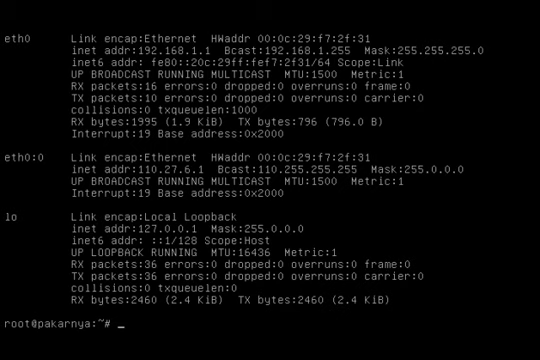 eth0 Link encap:Ethernet HWaddr 00:0c:29:f7:2f:31
inet addr:192.168.1.1 Bcast:192.168.1.255 Mask:255.255.255.0
inet6 addr: fe80::20c:29ff:fef7:2f31/64 Scope:Link
UP BROADCAST RUNNING MULTICAST MTU:1500 Metric:1
RX packets:16 errors:0 dropped:0 overruns:0 frame:0
TX packets:10 errors:0 dropped:0 overruns:0 carrier:0
collisions:0 txqueuelen:1000
RX bytes:1995 (1.9 KiB) TX bytes:796 (796.0 B)
Interrupt:19 Base address:0x2000
eth0:0 Link encap:Ethernet HWaddr 00:0c:29:f7:2f:31
inet addr:110.27.6.1 Bcast:110.255.255.255 Mask:255.0.0.0
UP BROADCAST RUNNING MULTICAST MTU:1500 Metric:1
Interrupt:19 Base address:0x2000
lo Link encap:Local Loopback
inet addr:127.0.0.1 Mask:255.0.0.0
inet6 addr: ::1/128 Scope:Host
UP LOOPBACK RUNNING MTU:16436 Metric:1
RX packets:36 errors:0 dropped:0 overruns:0 frame:0
TX packets:36 errors:0 dropped:0 overruns:0 carrier:0
collisions:0 txqueuelen:0
RX bytes:2460 (2.4 KiB) TX bytes:2460 (2.4 KiB)
root@pakarnya:~# _